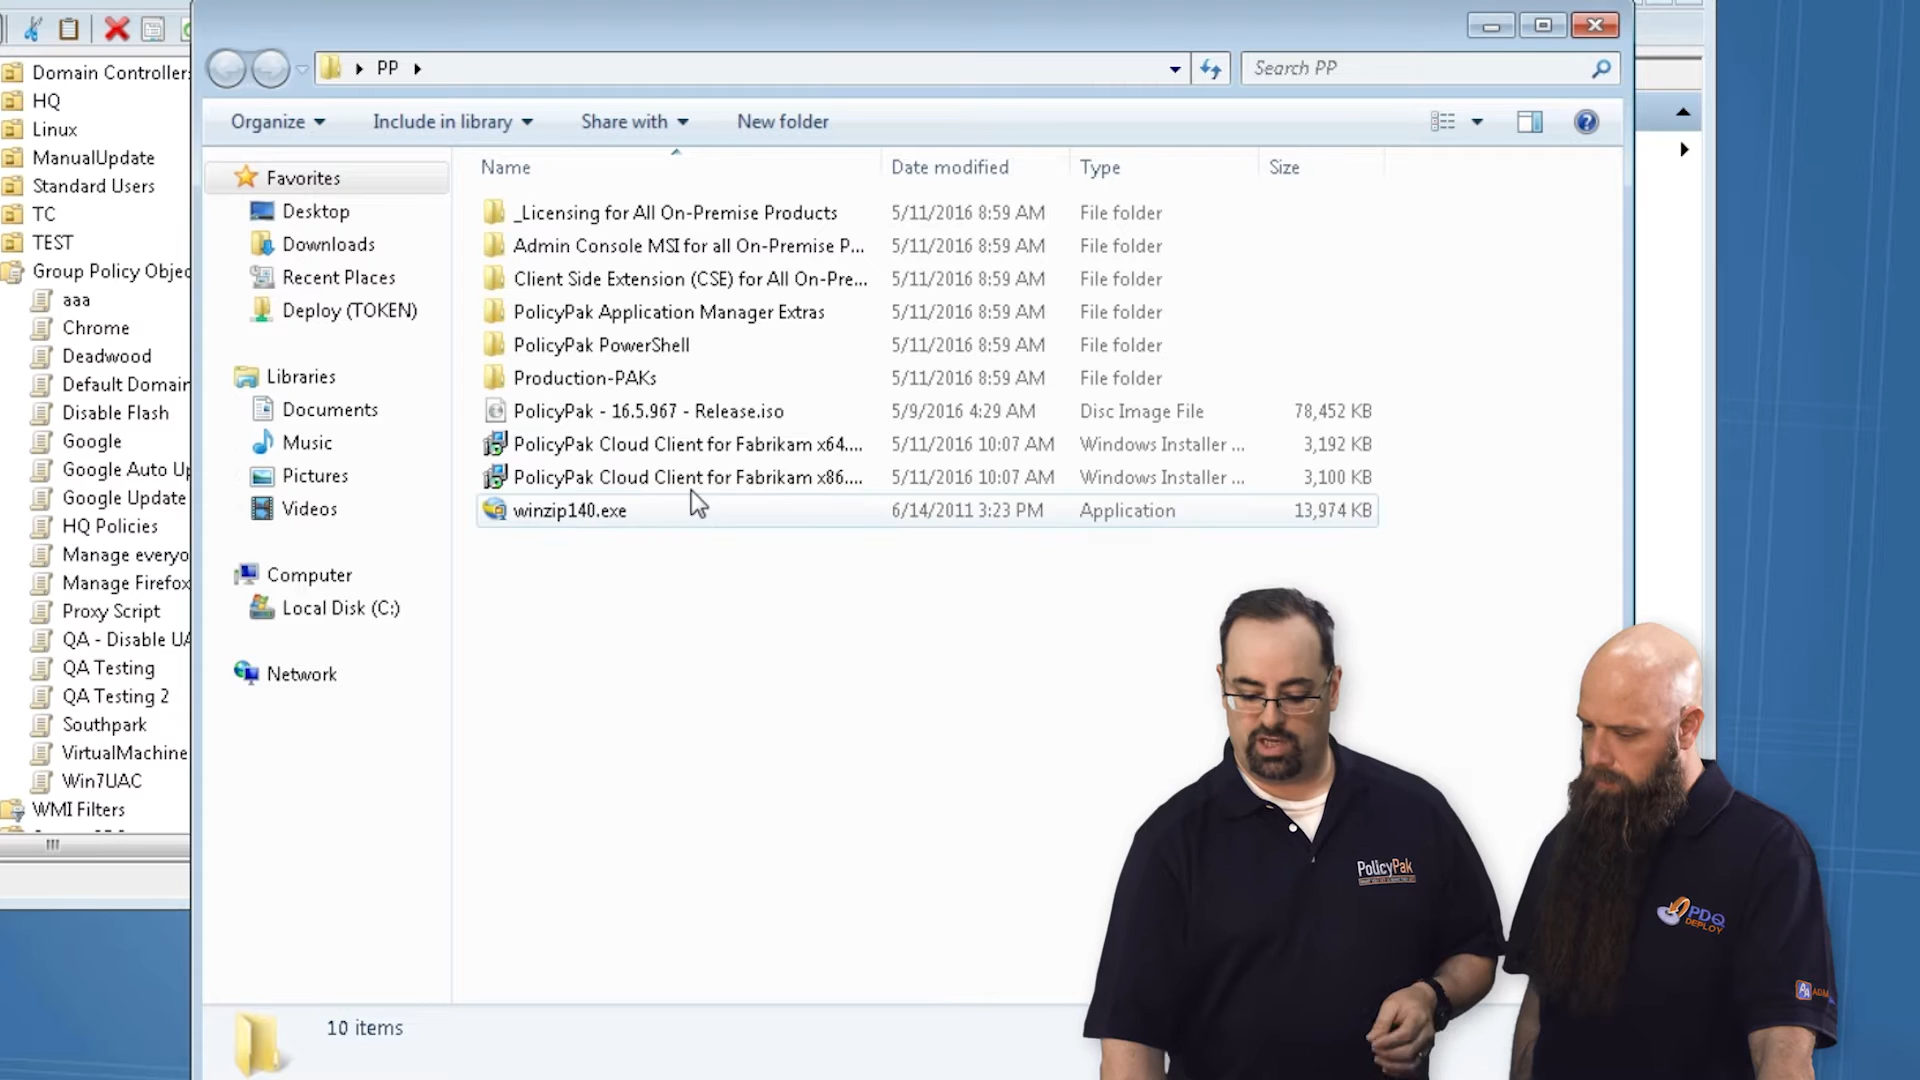 PP
Search PP
Organize
Include in library
Share with
New folder
Name
Date modified
Type
Size
_Licensing for All On-Premise Products 5/11/2016 8:59 AM File folder
Admin Console MSI for all On-Premise P... 5/11/2016 8:59 AM File folder
Client Side Extension (CSE) for All On-Pre... 5/11/2016 8:59 AM File folder
PolicyPak Application Manager Extras 5/11/2016 8:59 AM File folder
PolicyPak PowerShell 5/11/2016 8:59 AM File folder
Production-PAKs 5/11/2016 8:59 AM File folder
PolicyPak - 16.5.967 - Release.iso 5/9/2016 4:29 AM Disc Image File 78,452 KB
PolicyPak Cloud Client for Fabrikam x64.... 5/11/2016 10:07 AM Windows Installer ... 3,192 KB
PolicyPak Cloud Client for Fabrikam x86.... 5/11/2016 10:07 AM Windows Installer ... 3,100 KB
winzip140.exe 6/14/2011 3:23 PM Application 13,974 KB
Favorites
Desktop
Downloads
Recent Places
Deploy (TOKEN)
Libraries
Documents
Music
Pictures
Videos
Computer
Local Disk (C:)
Network
10 items
Domain Controllers
HQ
Linux
ManualUpdate
Standard Users
TC
TEST
Group Policy Objec
aaa
Chrome
Deadwood
Default Domain
Disable Flash
Google
Google Auto Up
Google Update
HQ Policies
Manage everyo
Manage Firefox
Proxy Script
QA - Disable UA
QA Testing
QA Testing 2
Southpark
VirtualMachine
Win7UAC
WMI Filters
PolicyPak
PDQ
DEPLOY